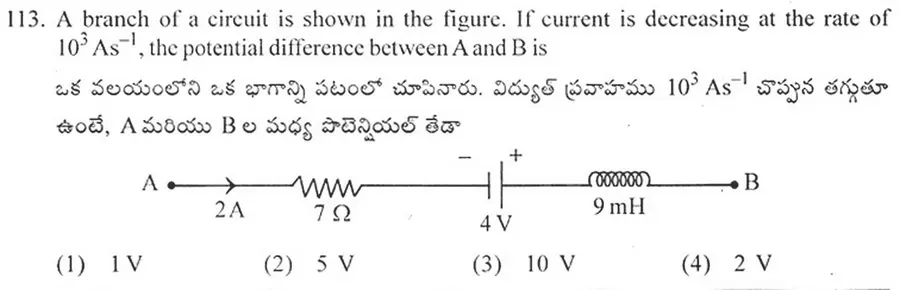 113. A branch of a circuit is shown in the figure. If current is decreasing at the rate of
10³ As⁻¹, the potential difference between A and B is
ఒక వలయంలోని ఒక భాగాన్ని పటంలో చూపినారు. విద్యుత్ ప్రవాహము 10³ As⁻¹ చొప్పున తగ్గుతూ
ఉంటే, A మరియు B ల మధ్య పొటెన్షియల్ తేడా
− +
A B
2A 7 Ω 4 V 9 mH
(1) 1 V (2) 5 V (3) 10 V (4) 2 V